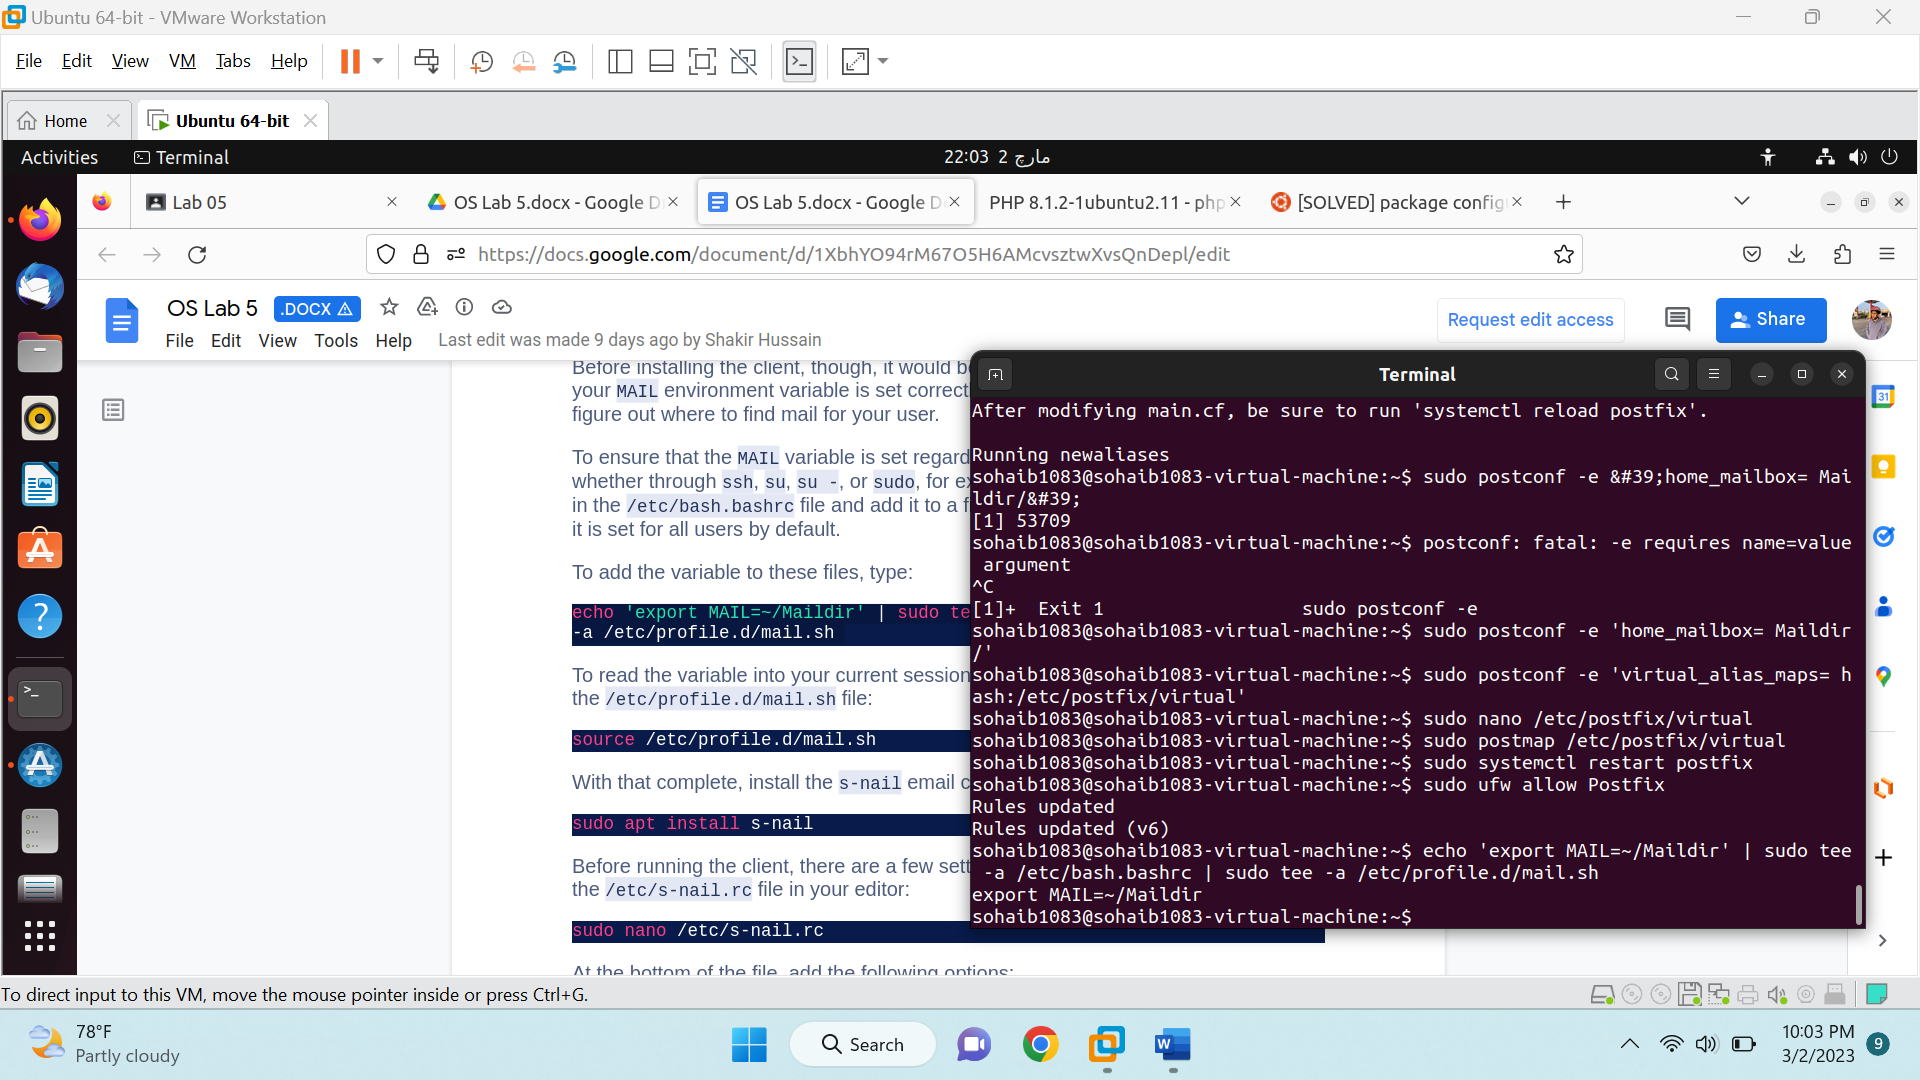 Ubuntu 64-bit - VMware Workstation
File Edit View VM Tabs Help
Home
Ubuntu 64-bit
Activities
Terminal
22:03 2 مارچ
Lab 05
OS Lab 5.docx - Google D
OS Lab 5.docx - Google D
PHP 8.1.2-1ubuntu2.11 - php
[SOLVED] package config
https://docs.google.com/document/d/1XbhYO94rM67O5H6AMcvsztwXvsQnDepl/edit
OS Lab 5
.DOCX
File Edit View Tools Help
Last edit was made 9 days ago by Shakir Hussain
Request edit access
Share
Before installing the client, though, it would be
your MAIL environment variable is set correct
figure out where to find mail for your user.
To ensure that the MAIL variable is set regard
whether through ssh, su, su -, or sudo, for ex
in the /etc/bash.bashrc file and add it to a f
it is set for all users by default.
To add the variable to these files, type:
echo 'export MAIL=~/Maildir' | sudo te
-a /etc/profile.d/mail.sh
To read the variable into your current session
the /etc/profile.d/mail.sh file:
source /etc/profile.d/mail.sh
With that complete, install the s-nail email c
sudo apt install s-nail
Before running the client, there are a few sett
the /etc/s-nail.rc file in your editor:
sudo nano /etc/s-nail.rc
At the bottom of the file, add the following options:
Terminal
After modifying main.cf, be sure to run 'systemctl reload postfix'.
Running newaliases
sohaib1083@sohaib1083-virtual-machine:~$ sudo postconf -e &#39;home_mailbox= Mai
ldir/&#39;
[1] 53709
sohaib1083@sohaib1083-virtual-machine:~$ postconf: fatal: -e requires name=value
argument
^C
[1]+  Exit 1                  sudo postconf -e
sohaib1083@sohaib1083-virtual-machine:~$ sudo postconf -e 'home_mailbox= Maildir
/'
sohaib1083@sohaib1083-virtual-machine:~$ sudo postconf -e 'virtual_alias_maps= h
ash:/etc/postfix/virtual'
sohaib1083@sohaib1083-virtual-machine:~$ sudo nano /etc/postfix/virtual
sohaib1083@sohaib1083-virtual-machine:~$ sudo postmap /etc/postfix/virtual
sohaib1083@sohaib1083-virtual-machine:~$ sudo systemctl restart postfix
sohaib1083@sohaib1083-virtual-machine:~$ sudo ufw allow Postfix
Rules updated
Rules updated (v6)
sohaib1083@sohaib1083-virtual-machine:~$ echo 'export MAIL=~/Maildir' | sudo tee
-a /etc/bash.bashrc | sudo tee -a /etc/profile.d/mail.sh
export MAIL=~/Maildir
sohaib1083@sohaib1083-virtual-machine:~$
31
To direct input to this VM, move the mouse pointer inside or press Ctrl+G.
78°F
Partly cloudy
Search
10:03 PM
3/2/2023
9